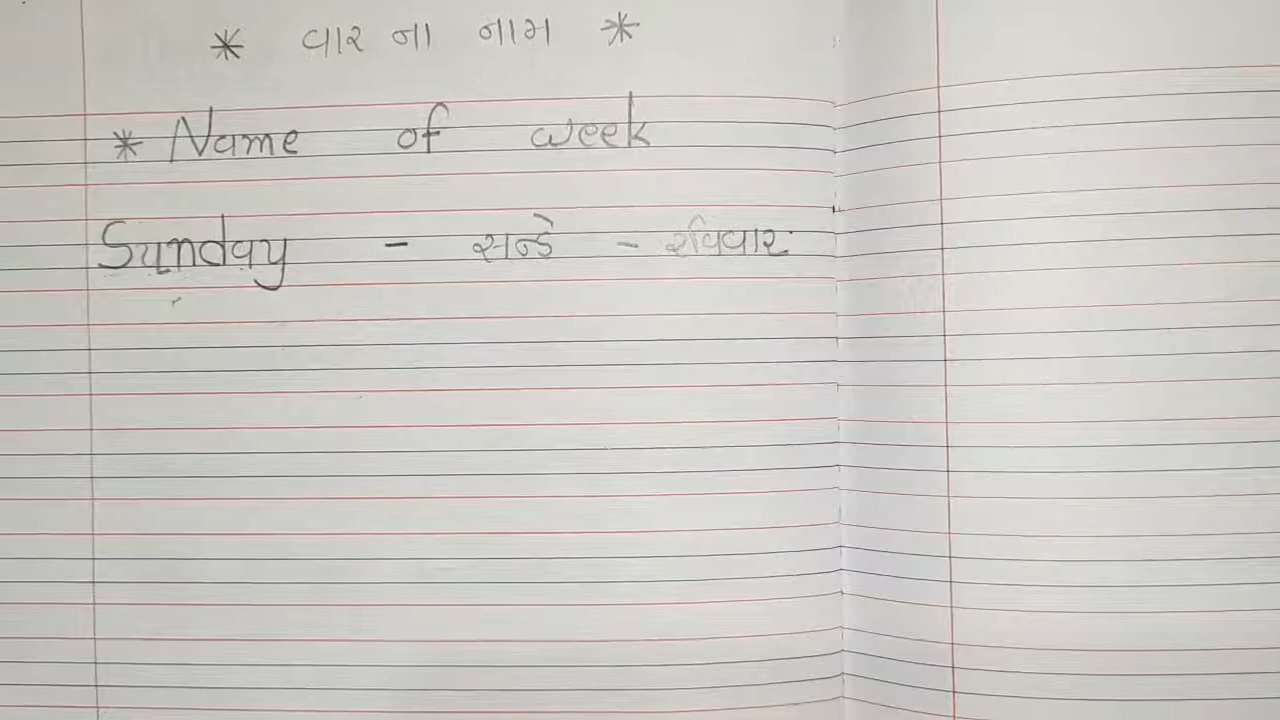 * વાર ના નામ *
* Name of week
Sunday - સન્ડે - રવિવાર